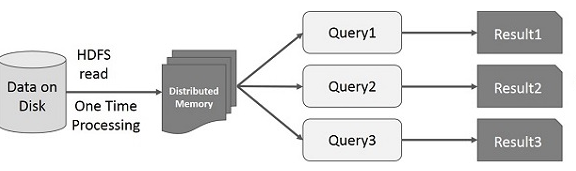 Data on
Disk
HDFS
read
One Time
Processing
Distributed
Memory
Query1
Result1
Query2
Result2
Query3
Result3